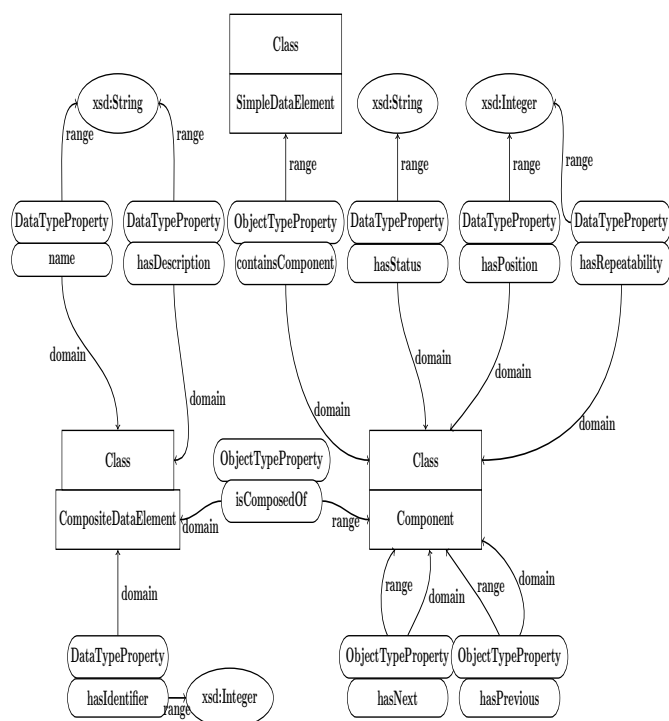 Class
SimpleDataElement
xsd:String
xsd:String
xsd:Integer
range
range
range
range
range
range
DataTypeProperty
DataTypeProperty
ObjectTypeProperty
DataTypeProperty
DataTypeProperty
DataTypeProperty
name
hasDescription
containsComponent
hasStatus
hasPosition
hasRepeatability
domain
domain
domain
domain
domain
domain
Class
ObjectTypeProperty
Class
CompositeDataElement
isComposedOf
Component
domain
range
domain
range
domain
range
domain
DataTypeProperty
ObjectTypeProperty
ObjectTypeProperty
hasIdentifier
range
xsd:Integer
hasNext
hasPrevious